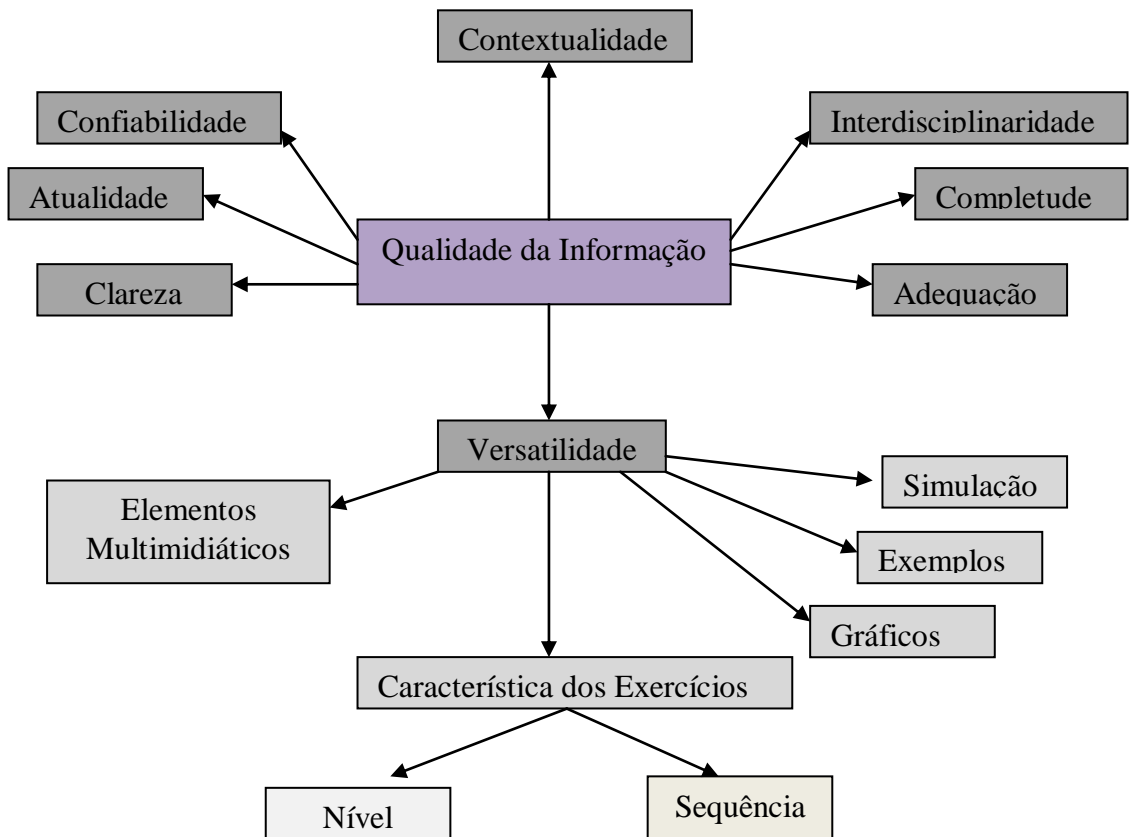 Contextualidade
Confiabilidade
Interdisciplinaridade
Atualidade
Completude
Qualidade da Informação
Clareza
Adequação
Versatilidade
Simulação
Elementos
Multimidiáticos
Exemplos
Gráficos
Característica dos Exercícios
Nível
Sequência